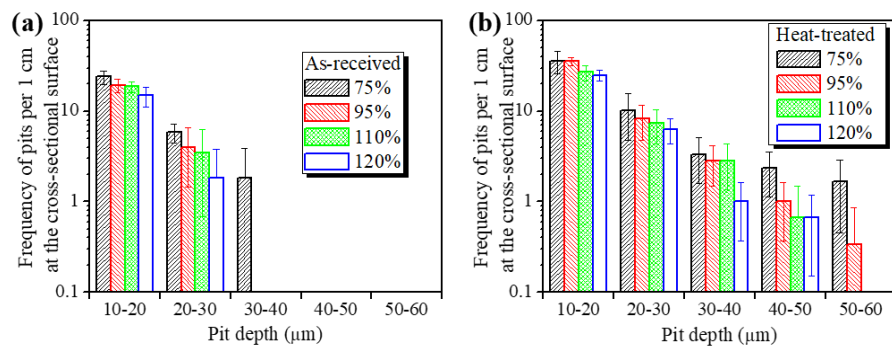 (a)
Frequency of pits per 1 cm
at the cross-sectional surface
100
10
1
0.1
As-received
75%
95%
110%
120%
10-20 20-30 30-40 40-50 50-60
Pit depth (μm)
(b)
Frequency of pits per 1 cm
at the cross-sectional surface
100
10
1
0.1
Heat-treated
75%
95%
110%
120%
10-20 20-30 30-40 40-50 50-60
Pit depth (μm)